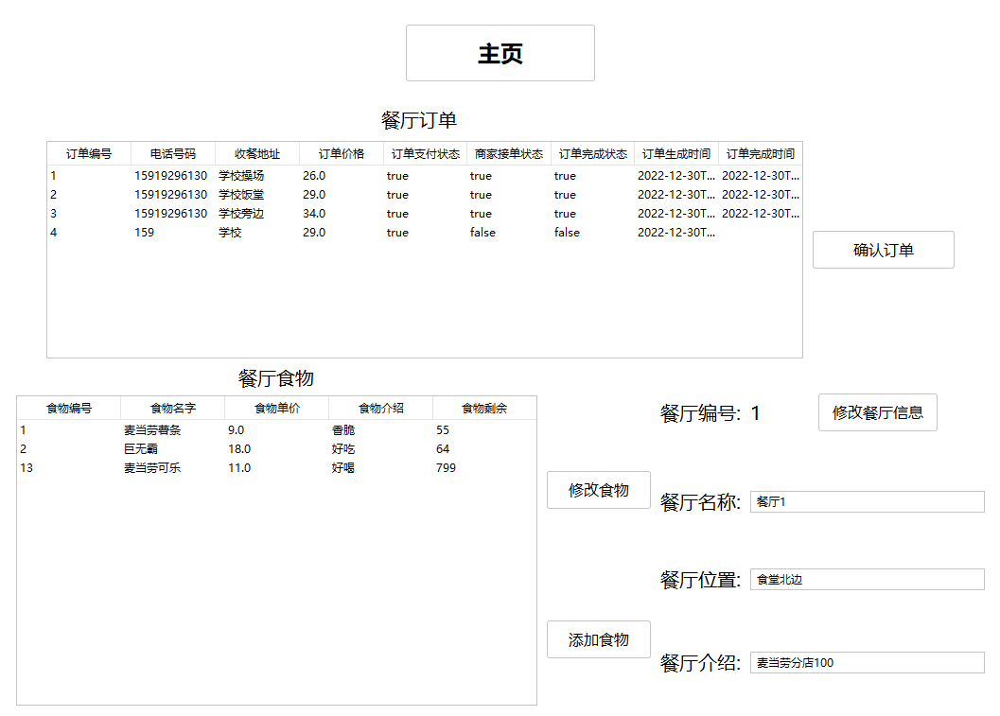 主页
餐厅订单
订单编号 电话号码 收餐地址 订单价格 订单支付状态 商家接单状态 订单完成状态 订单生成时间 订单完成时间
1 15919296130 学校操场 26.0 true true true 2022-12-30T... 2022-12-30T...
2 15919296130 学校饭堂 29.0 true true true 2022-12-30T... 2022-12-30T...
3 15919296130 学校旁边 34.0 true true true 2022-12-30T... 2022-12-30T...
4 159 学校 29.0 true false false 2022-12-30T...
确认订单
餐厅食物
食物编号 食物名字 食物单价 食物介绍 食物剩余
1 麦当劳薯条 9.0 香脆 55
2 巨无霸 18.0 好吃 64
13 麦当劳可乐 11.0 好喝 799
修改食物
添加食物
餐厅编号: 1 修改餐厅信息
餐厅名称: 餐厅1
餐厅位置: 食堂北边
餐厅介绍: 麦当劳分店100